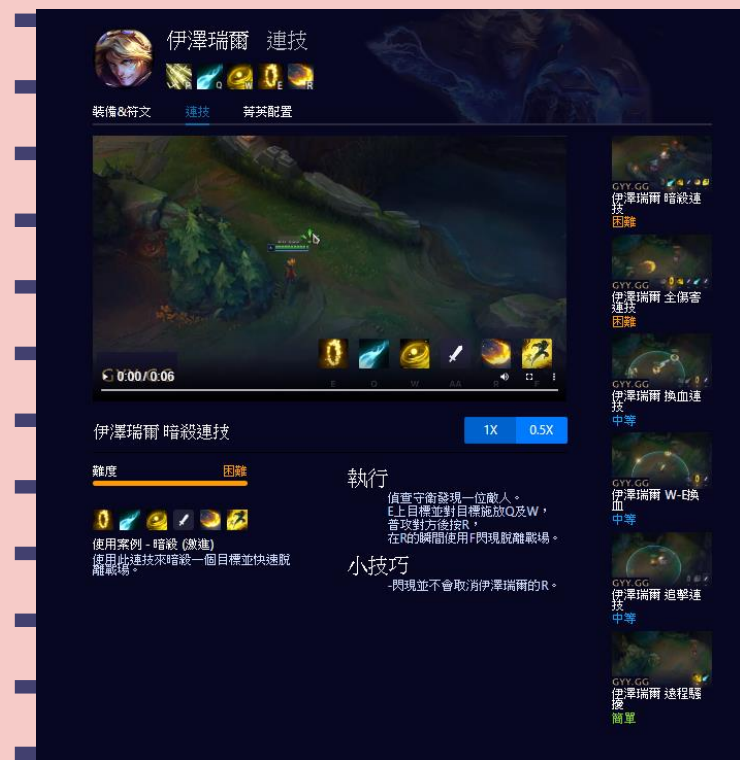 伊澤瑞爾 連技
P Q W E R
裝備&符文 連技 菁英配置
0:00 / 0:06
E Q W AA R F
伊澤瑞爾 暗殺連技
1X 0.5X
難度 困難
使用案例 - 暗殺 (激進)
使用此連技來暗殺一個目標並快速脫
離戰場。
執行
偵查守衛發現一位敵人。
E上目標並對目標施放Q及W，
普攻對方後按R，
在R的瞬間使用F閃現脫離戰場。
小技巧
-閃現並不會取消伊澤瑞爾的R。
GYY.GG
伊澤瑞爾 暗殺連
技
困難
GYY.GG
伊澤瑞爾 全傷害
連技
困難
GYY.GG
伊澤瑞爾 換血連
技
中等
GYY.GG
伊澤瑞爾 W-E換
血
中等
GYY.GG
伊澤瑞爾 追擊連
技
中等
GYY.GG
伊澤瑞爾 遠程騷
擾
簡單